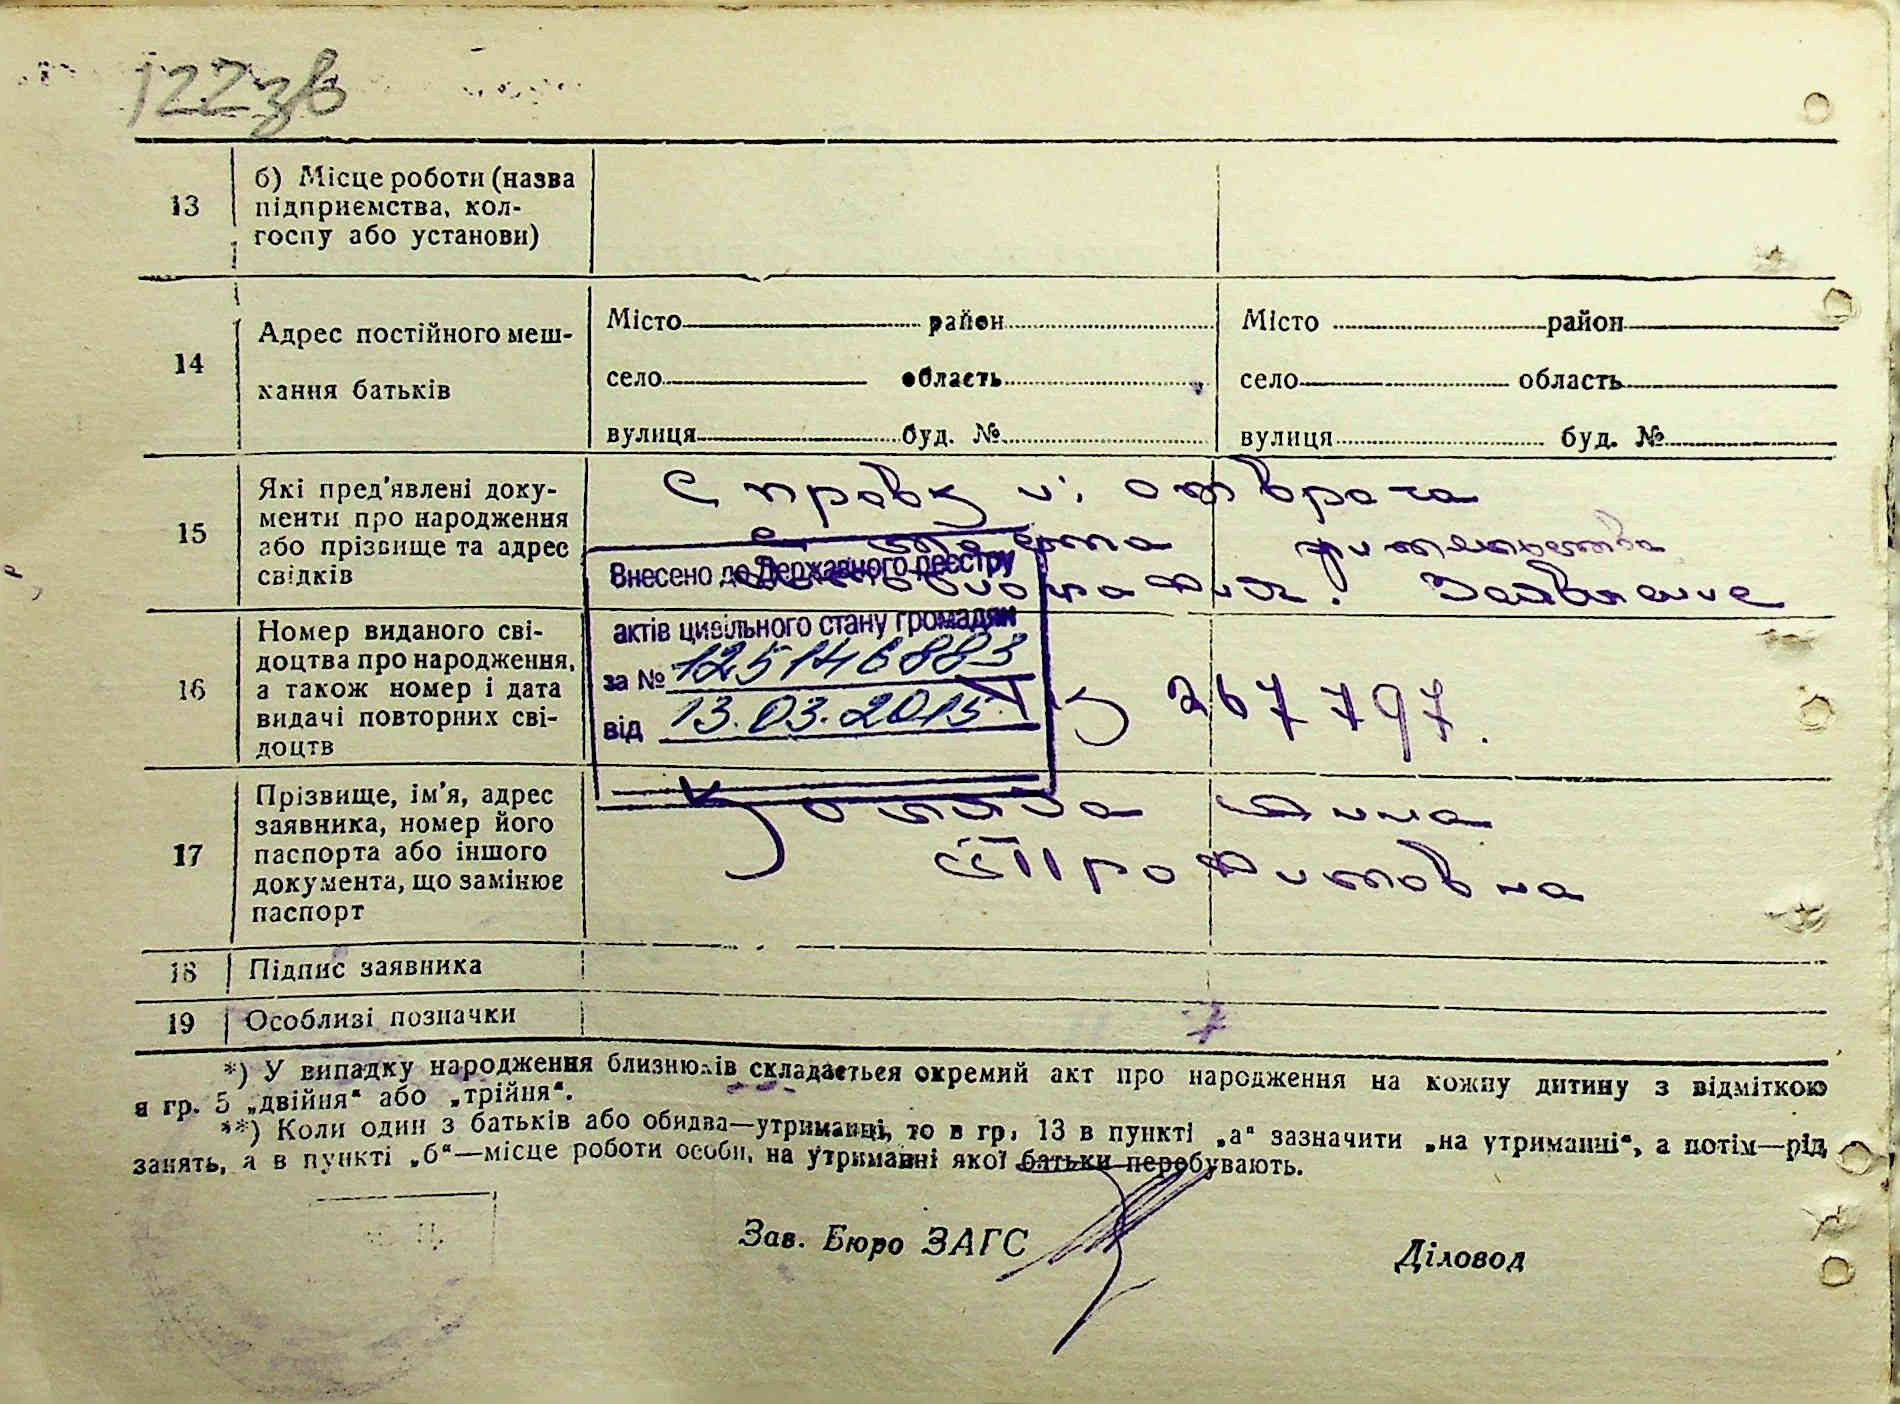 122зв
13
б) Місце роботи (назва
підприємства, кол-
госпу або установи)
14
Адрес постійного меш-
кання батьків
Місто район
село область
вулиця буд. №
Місто район
село область
вулиця буд. №
15
Які пред'явлені доку-
менти про народження
або прізвище та адрес
свідків
Справку от врача
Заявление
16
Номер виданого сві-
доцтва про народження,
а також номер і дата
видачі повторних сві-
доцтв
Внесено до Державного реєстру
актів цивільного стану громадян
за № 125146883
від 13.03.2015
267797.
17
Прізвище, ім'я, адрес
заявника, номер його
паспорта або іншого
документа, що замінює
паспорт
Анна
18
Підпис заявника
19
Особливі позначки
*) У випадку народження близнюків складається окремий акт про народження на кожну дитину з відміткою
в гр. 5 „двійня“ або „трійня“.
**) Коли один з батьків або обидва—утриманці, то в гр. 13 в пункті „а“ зазначити „на утриманні“, а потім—рід
занять, а в пункті „б“—місце роботи особи, на утриманні якої батьки перебувають.
Зав. Бюро ЗАГС
Діловод